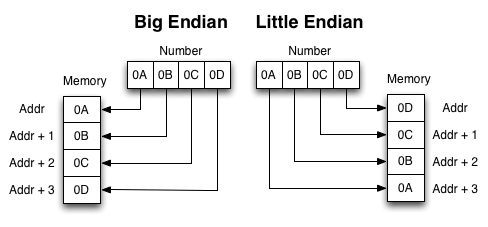 Big Endian
Little Endian
Number
Number
0A 0B 0C 0D
0A 0B 0C 0D
Memory
Memory
Addr 0A
0D Addr
Addr + 1 0B
0C Addr + 1
Addr + 2 0C
0B Addr + 2
Addr + 3 0D
0A Addr + 3